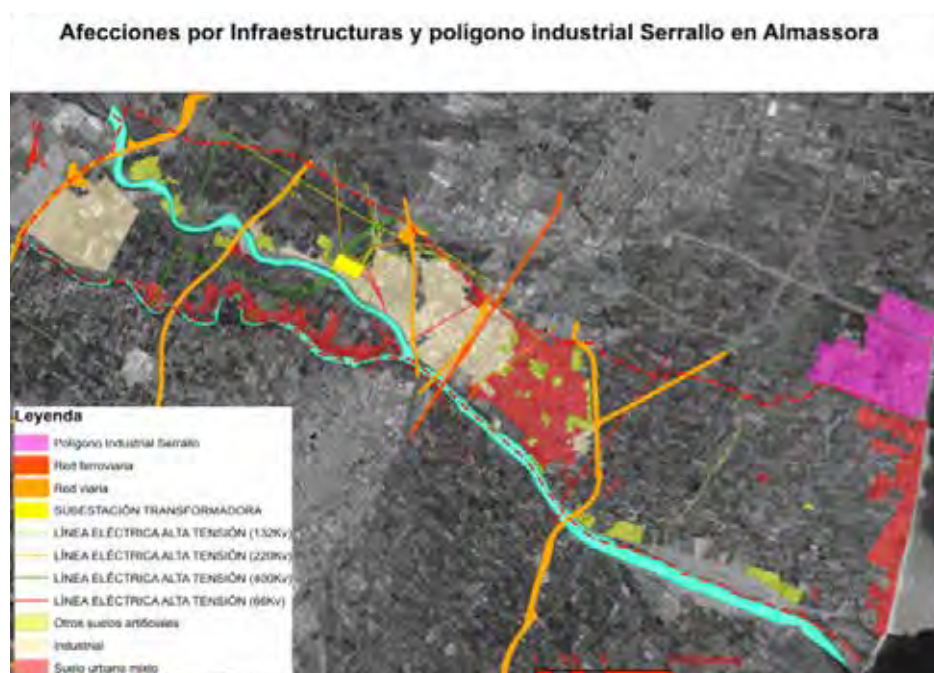 Afecciones por Infraestructuras y polígono industrial Serrallo en Almassora
Leyenda
Polígono Industrial Serrallo
Red ferroviaria
Red viaria
SUBESTACIÓN TRANSFORMADORA
LÍNEA ELÉCTRICA ALTA TENSIÓN (132Kv)
LÍNEA ELÉCTRICA ALTA TENSIÓN (220Kv)
LÍNEA ELÉCTRICA ALTA TENSIÓN (400Kv)
LÍNEA ELÉCTRICA ALTA TENSIÓN (66Kv)
Otros suelos artificiales
Industrial
Suelo urbano mixto